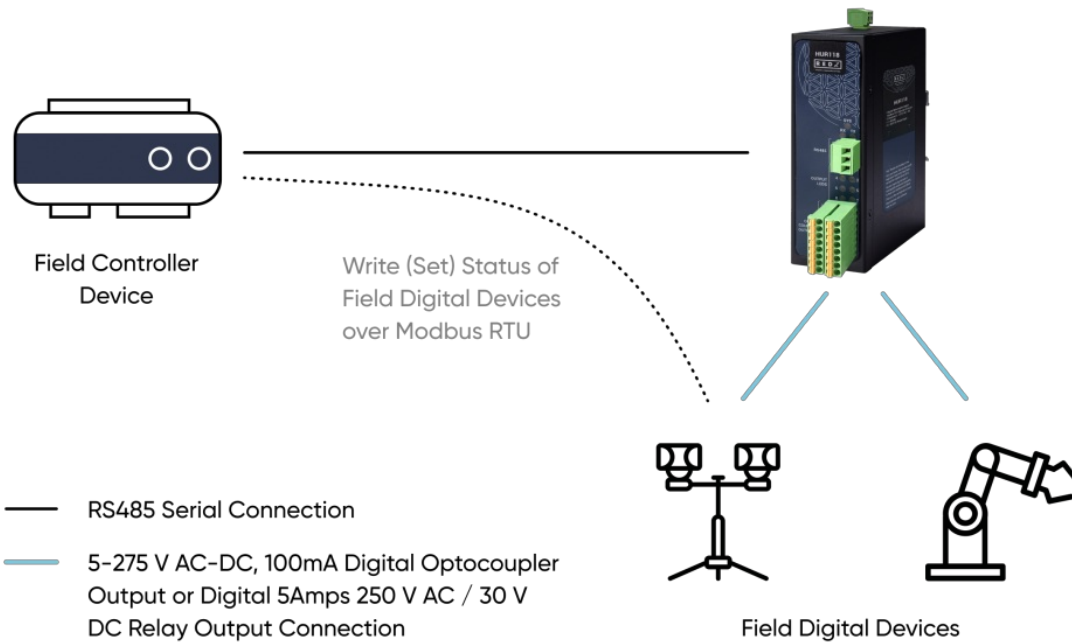 HUR118
Field Controller
Device
Write (Set) Status of
Field Digital Devices
over Modbus RTU
RS485 Serial Connection
5-275 V AC-DC, 100mA Digital Optocoupler
Output or Digital 5Amps 250 V AC / 30 V
DC Relay Output Connection
Field Digital Devices